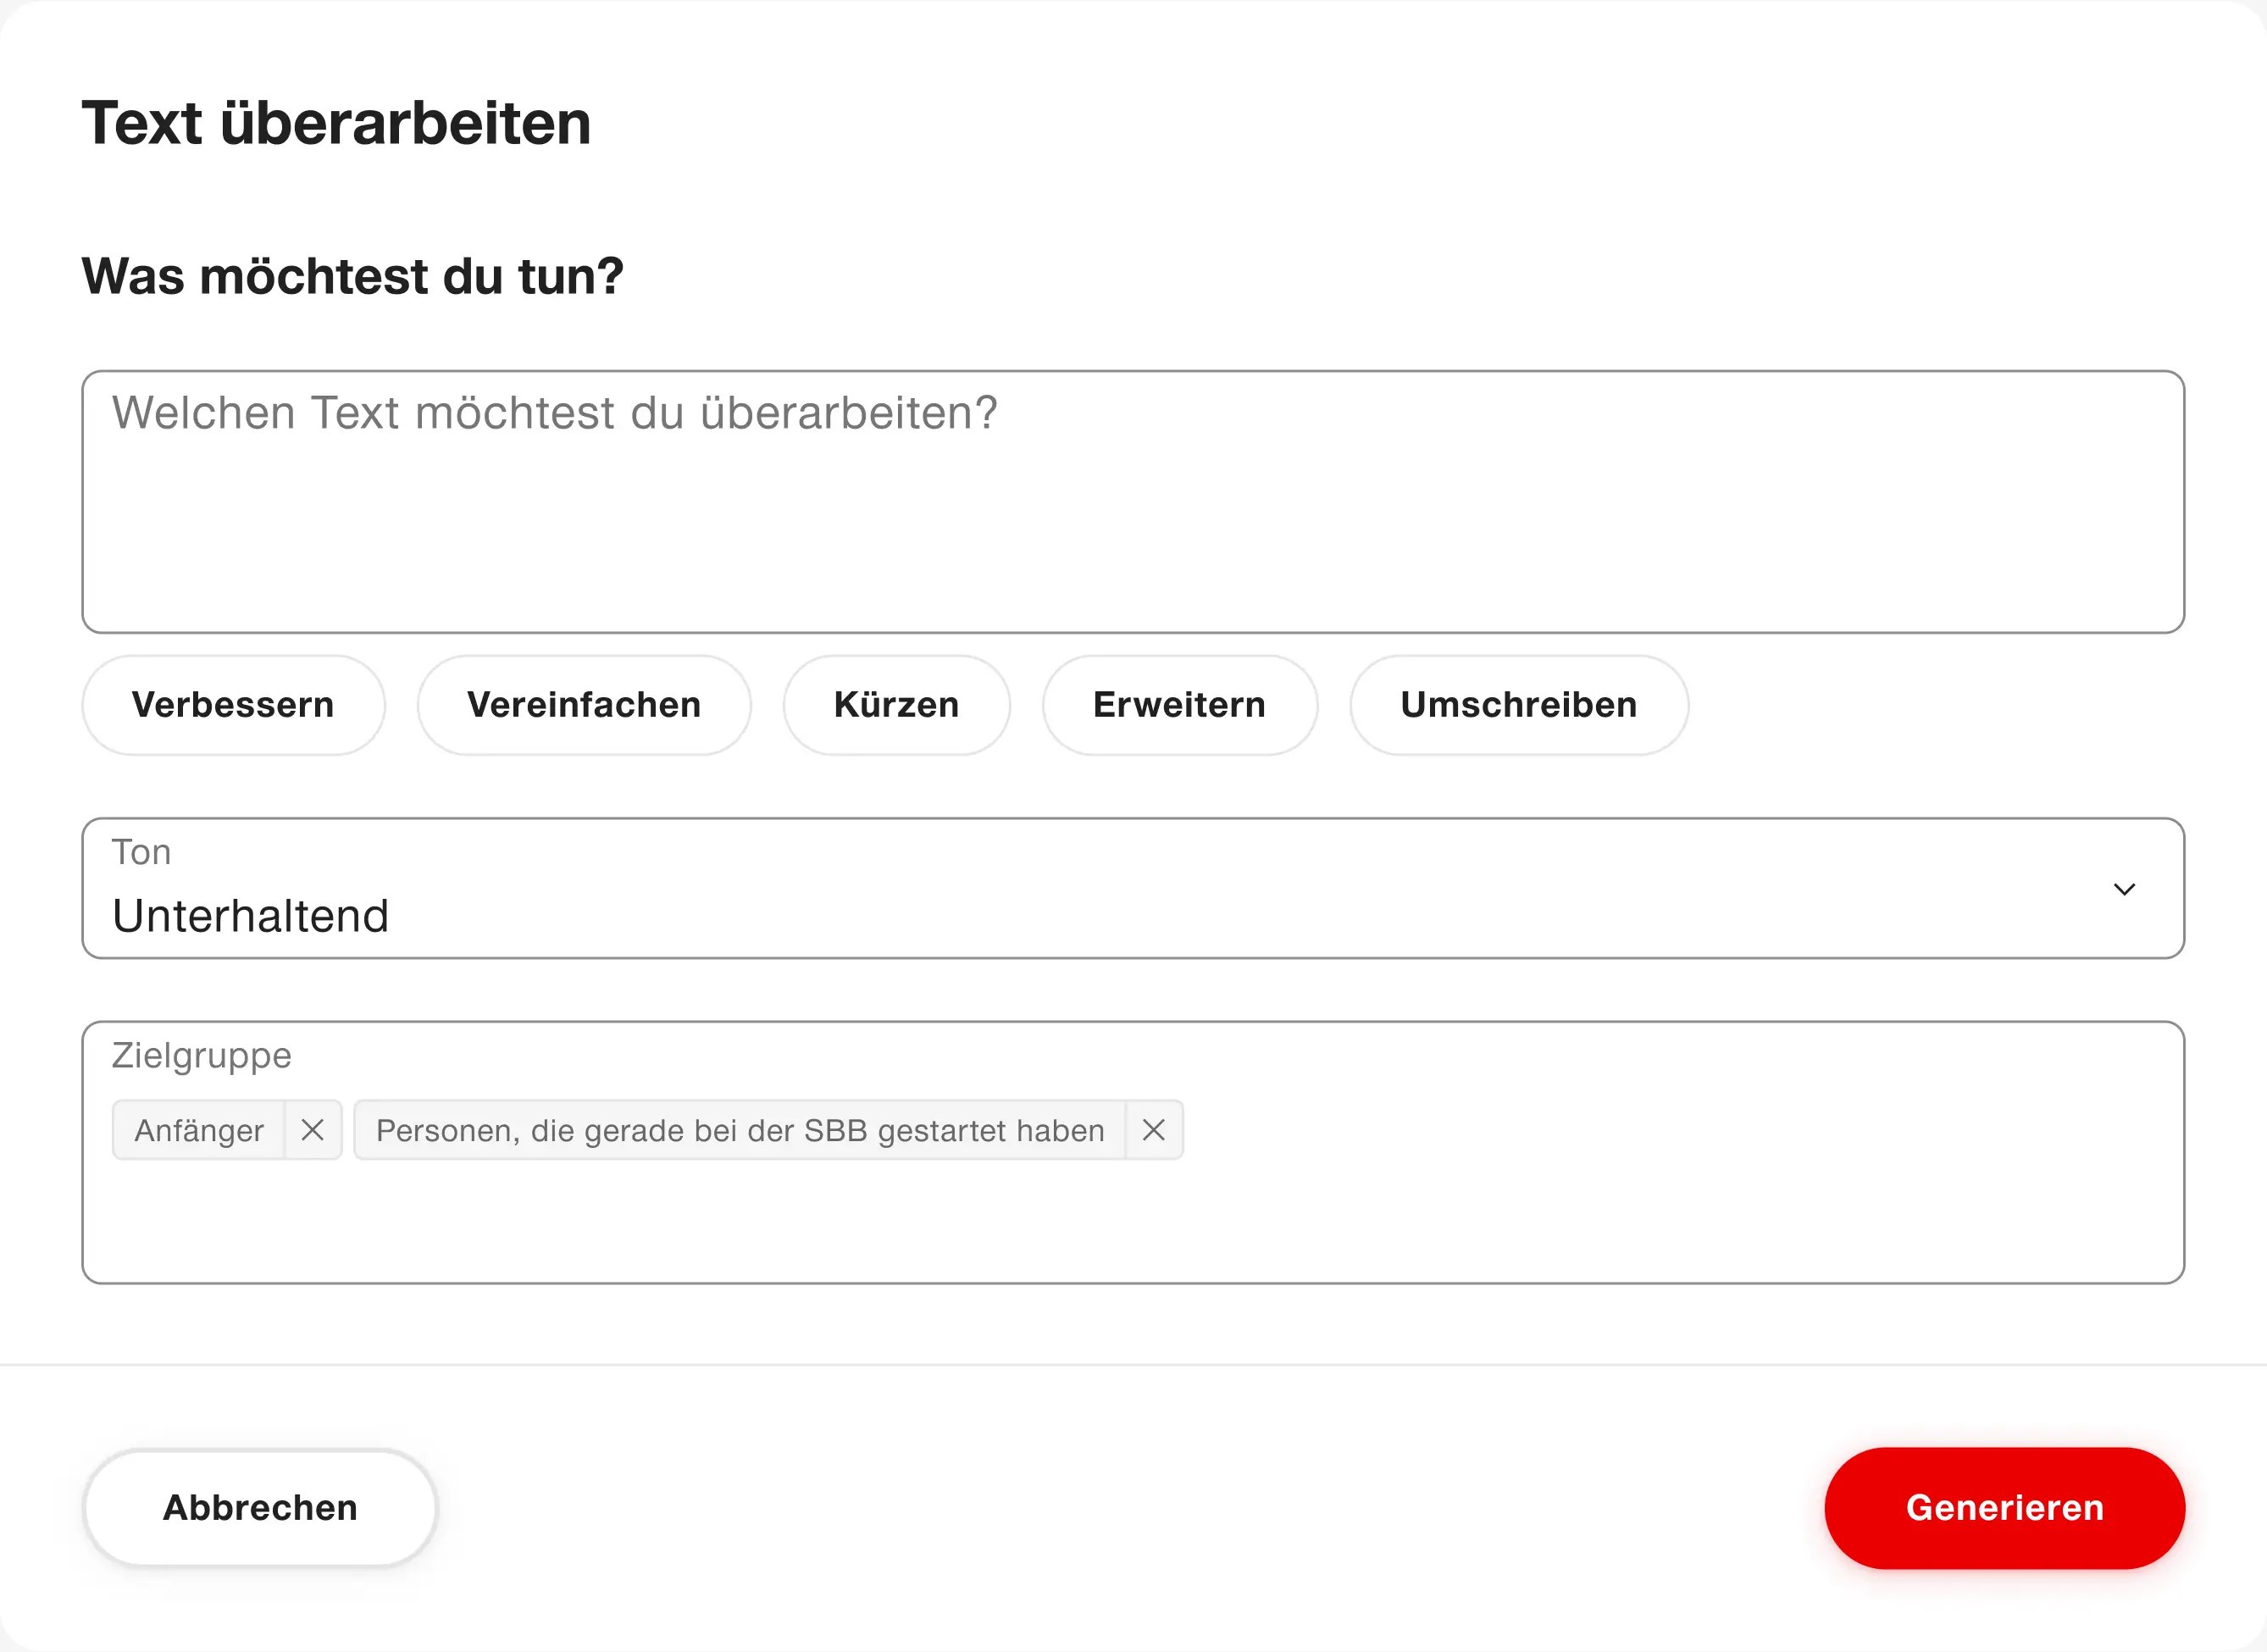 Text überarbeiten
Was möchtest du tun?
Welchen Text möchtest du überarbeiten?
Verbessern Vereinfachen Kürzen Erweitern Umschreiben
Ton
Unterhaltend
Zielgruppe
Anfänger Personen, die gerade bei der SBB gestartet haben
Abbrechen Generieren